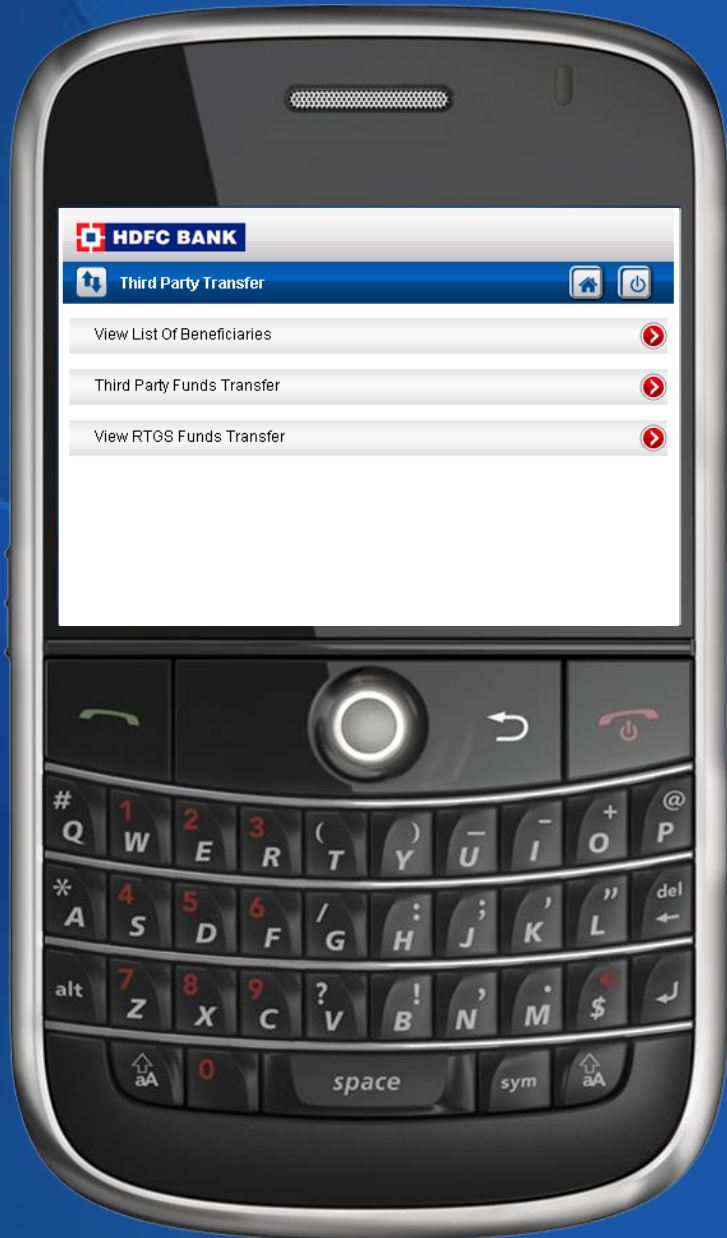 HDFC BANK
Third Party Transfer
View List Of Beneficiaries
Third Party Funds Transfer
View RTGS Funds Transfer
# 1 2 3 ( ) _ - + @
Q W E R T Y U I O P
* 4 5 6 / : ; ' " del
A S D F G H J K L
alt 7 8 9 ? ! , . 
Z X C V B N M $
aA 0 space sym aA